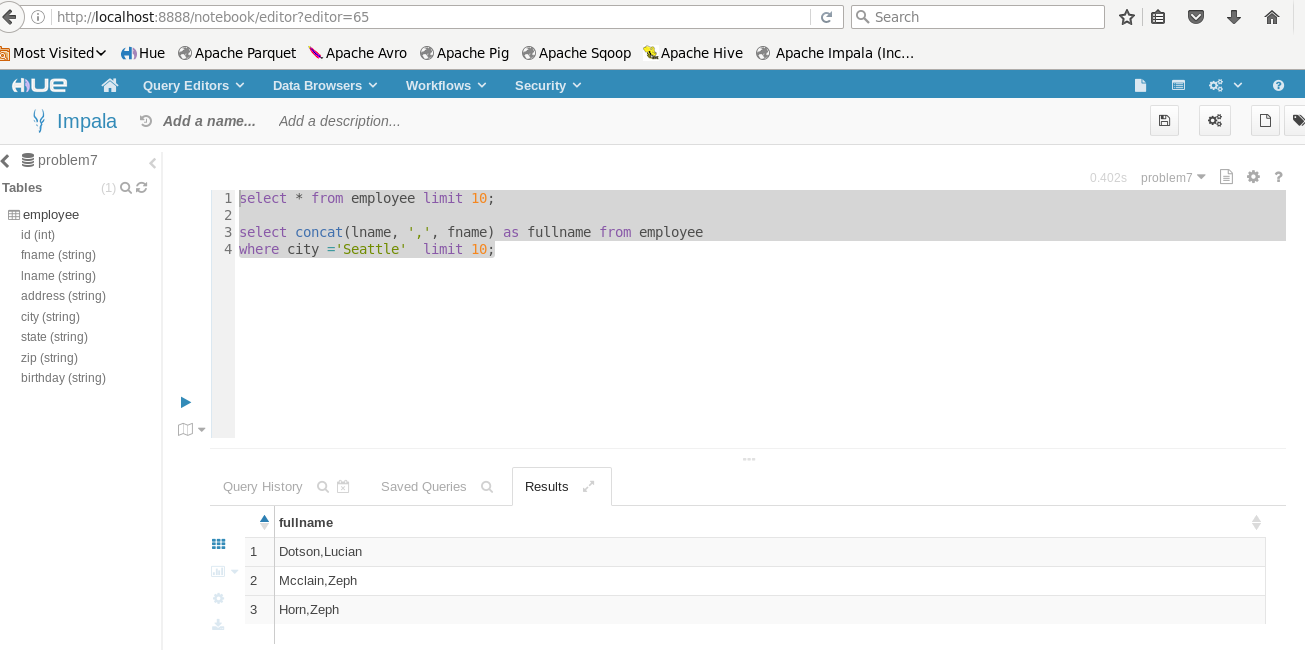 http://localhost:8888/notebook/editor?editor=65
Search
Most Visited
Hue
Apache Parquet
Apache Avro
Apache Pig
Apache Sqoop
Apache Hive
Apache Impala (Inc...
HUE
Query Editors
Data Browsers
Workflows
Security
Impala
Add a name...
Add a description...
problem7
Tables
(1)
employee
id (int)
fname (string)
lname (string)
address (string)
city (string)
state (string)
zip (string)
birthday (string)
0.402s
problem7
?
1 select * from employee limit 10;
2
3 select concat(lname, ',', fname) as fullname from employee
4 where city ='Seattle'  limit 10;
Query History
Saved Queries
Results
fullname
1 Dotson,Lucian
2 Mcclain,Zeph
3 Horn,Zeph